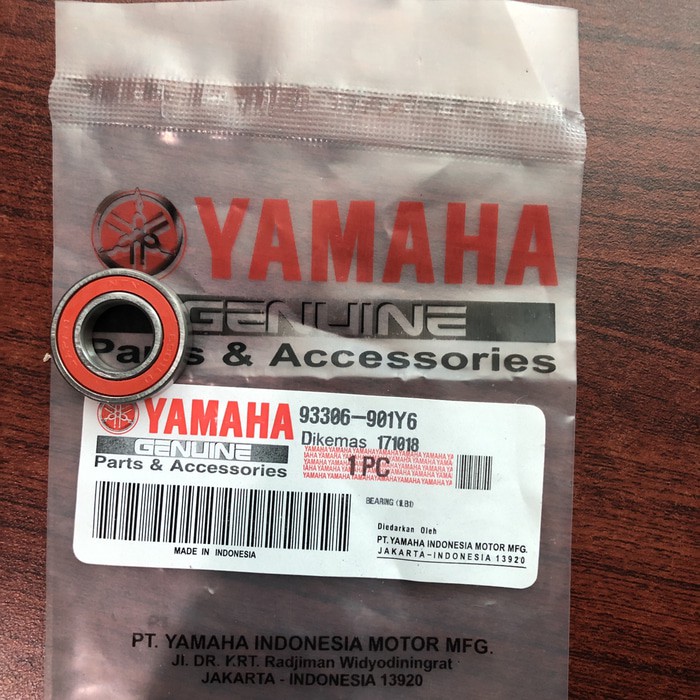 YAMAHA
GENUINE
Parts & Accessories
YAMAHA 93306-901Y6
GENUINE Dikemas 171018
Parts & Accessories 1 PC
BEARING
MADE IN INDONESIA
Diedarkan Oleh
PT. YAMAHA INDONESIA MOTOR MFG.
JAKARTA-INDONESIA 13920
PT. YAMAHA INDONESIA MOTOR MFG.
Jl. DR. KRT. Radjiman Widyodiningrat
JAKARTA - INDONESIA 13920